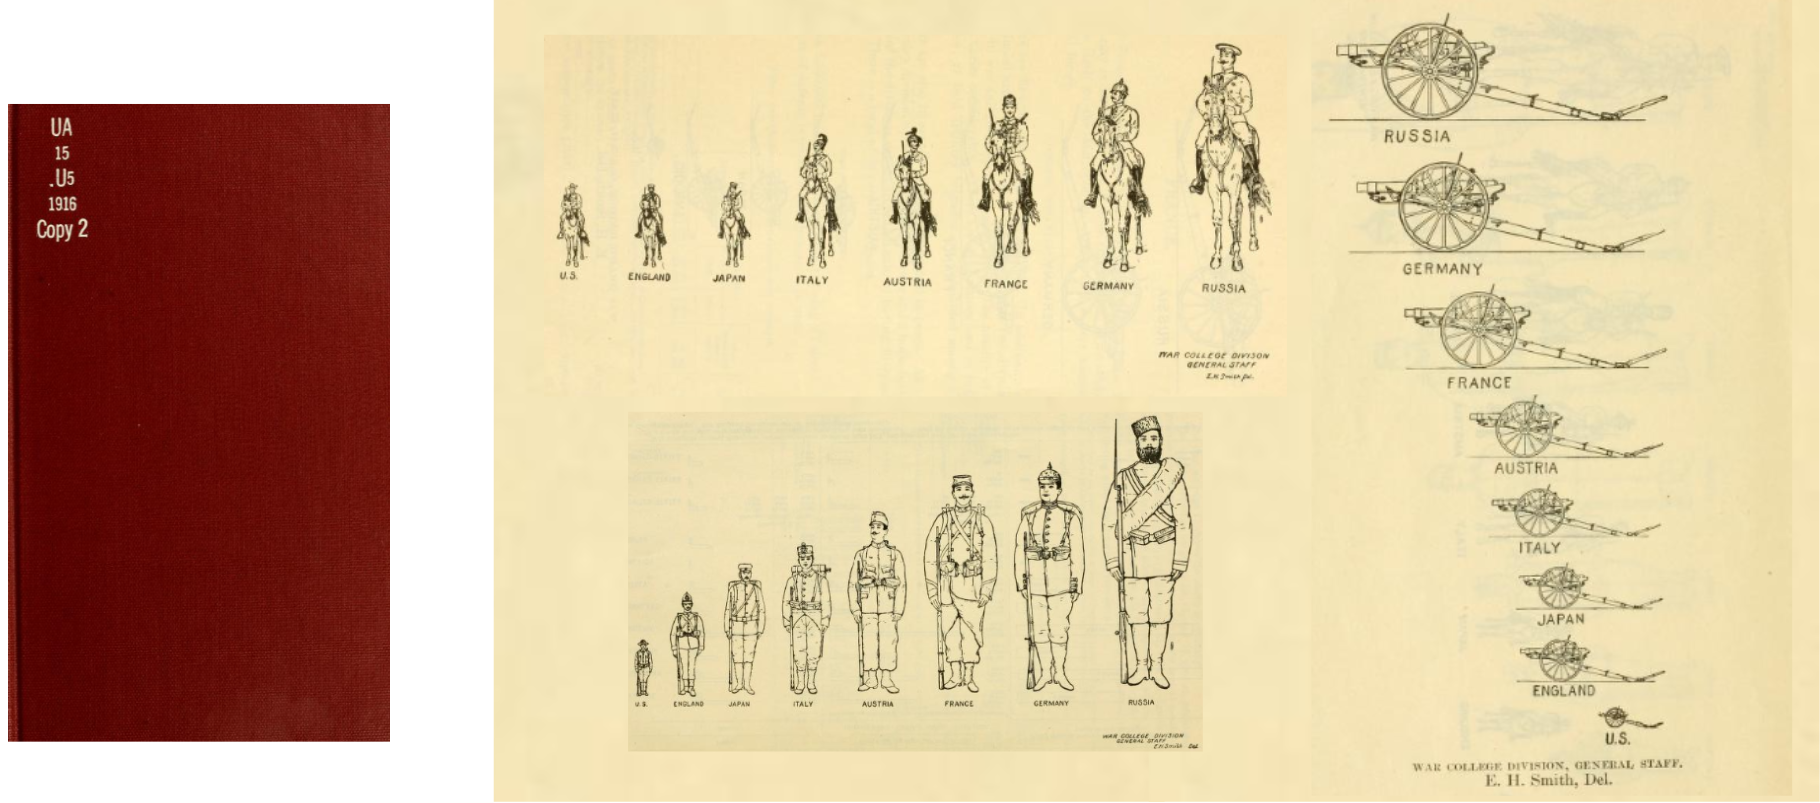 UA
15
.U5
1916
Copy 2
U.S.
ENGLAND
JAPAN
ITALY
AUSTRIA
FRANCE
GERMANY
RUSSIA
WAR COLLEGE DIVISON
GENERAL STAFF
E.H. Smith Del.
U.S.
ENGLAND
JAPAN
ITALY
AUSTRIA
FRANCE
GERMANY
RUSSIA
WAR COLLEGE DIVISION
GENERAL STAFF
E.H. Smith Del.
RUSSIA
GERMANY
FRANCE
AUSTRIA
ITALY
JAPAN
ENGLAND
U.S.
WAR COLLEGE DIVISION, GENERAL STAFF.
E. H. Smith, Del.